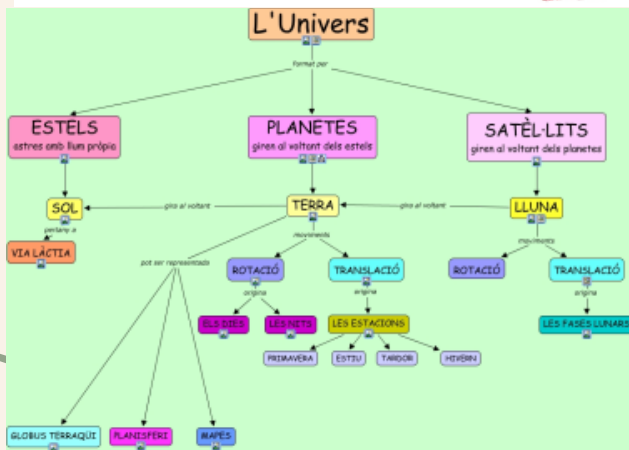 L'Univers
format per
ESTELS
astres amb llum pròpia
PLANETES
giren al voltant dels estels
SATÈL·LITS
giren al voltant dels planetes
SOL
gira al voltant
TERRA
gira al voltant
LLUNA
pertany a
VIA LÀCTIA
pot ser representada
moviments
moviments
ROTACIÓ
TRANSLACIÓ
ROTACIÓ
TRANSLACIÓ
origina
origina
origina
ELS DIES
LES NITS
LES ESTACIONS
LES FASES LUNARS
PRIMAVERA
ESTIU
TARDOR
HIVERN
GLOBUS TERRAQÜI
PLANISFERI
MAPES